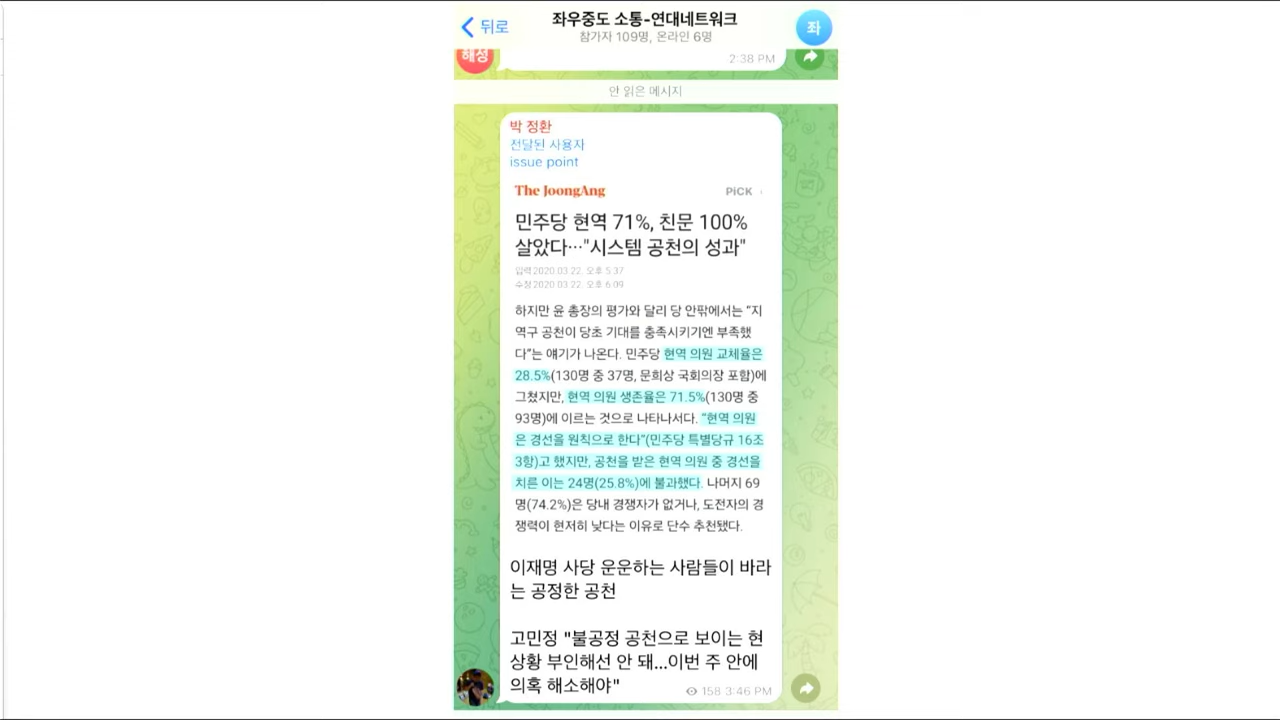 뒤로
좌우중도 소통-연대네트워크
참가자 109명, 온라인 6명
좌
해성
2:38 PM
안 읽은 메시지
박 정환
전달된 사용자
issue point
The JoongAng
PiCK ›
민주당 현역 71%, 친문 100%
살았다…"시스템 공천의 성과"
입력2020.03.22. 오후 5:37
수정2020.03.22. 오후 6:09
하지만 윤 총장의 평가와 달리 당 안팎에서는 “지
역구 공천이 당초 기대를 충족시키기엔 부족했
다”는 얘기가 나온다. 민주당 현역 의원 교체율은
28.5%(130명 중 37명, 문희상 국회의장 포함)에
그쳤지만, 현역 의원 생존율은 71.5%(130명 중
93명)에 이르는 것으로 나타나서다. “현역 의원
은 경선을 원칙으로 한다”(민주당 특별당규 16조
3항)고 했지만, 공천을 받은 현역 의원 중 경선을
치른 이는 24명(25.8%)에 불과했다. 나머지 69
명(74.2%)은 당내 경쟁자가 없거나, 도전자의 경
쟁력이 현저히 낮다는 이유로 단수 추천됐다.
이재명 사당 운운하는 사람들이 바라
는 공정한 공천
고민정 "불공정 공천으로 보이는 현
상황 부인해선 안 돼...이번 주 안에
의혹 해소해야"
158 3:46 PM